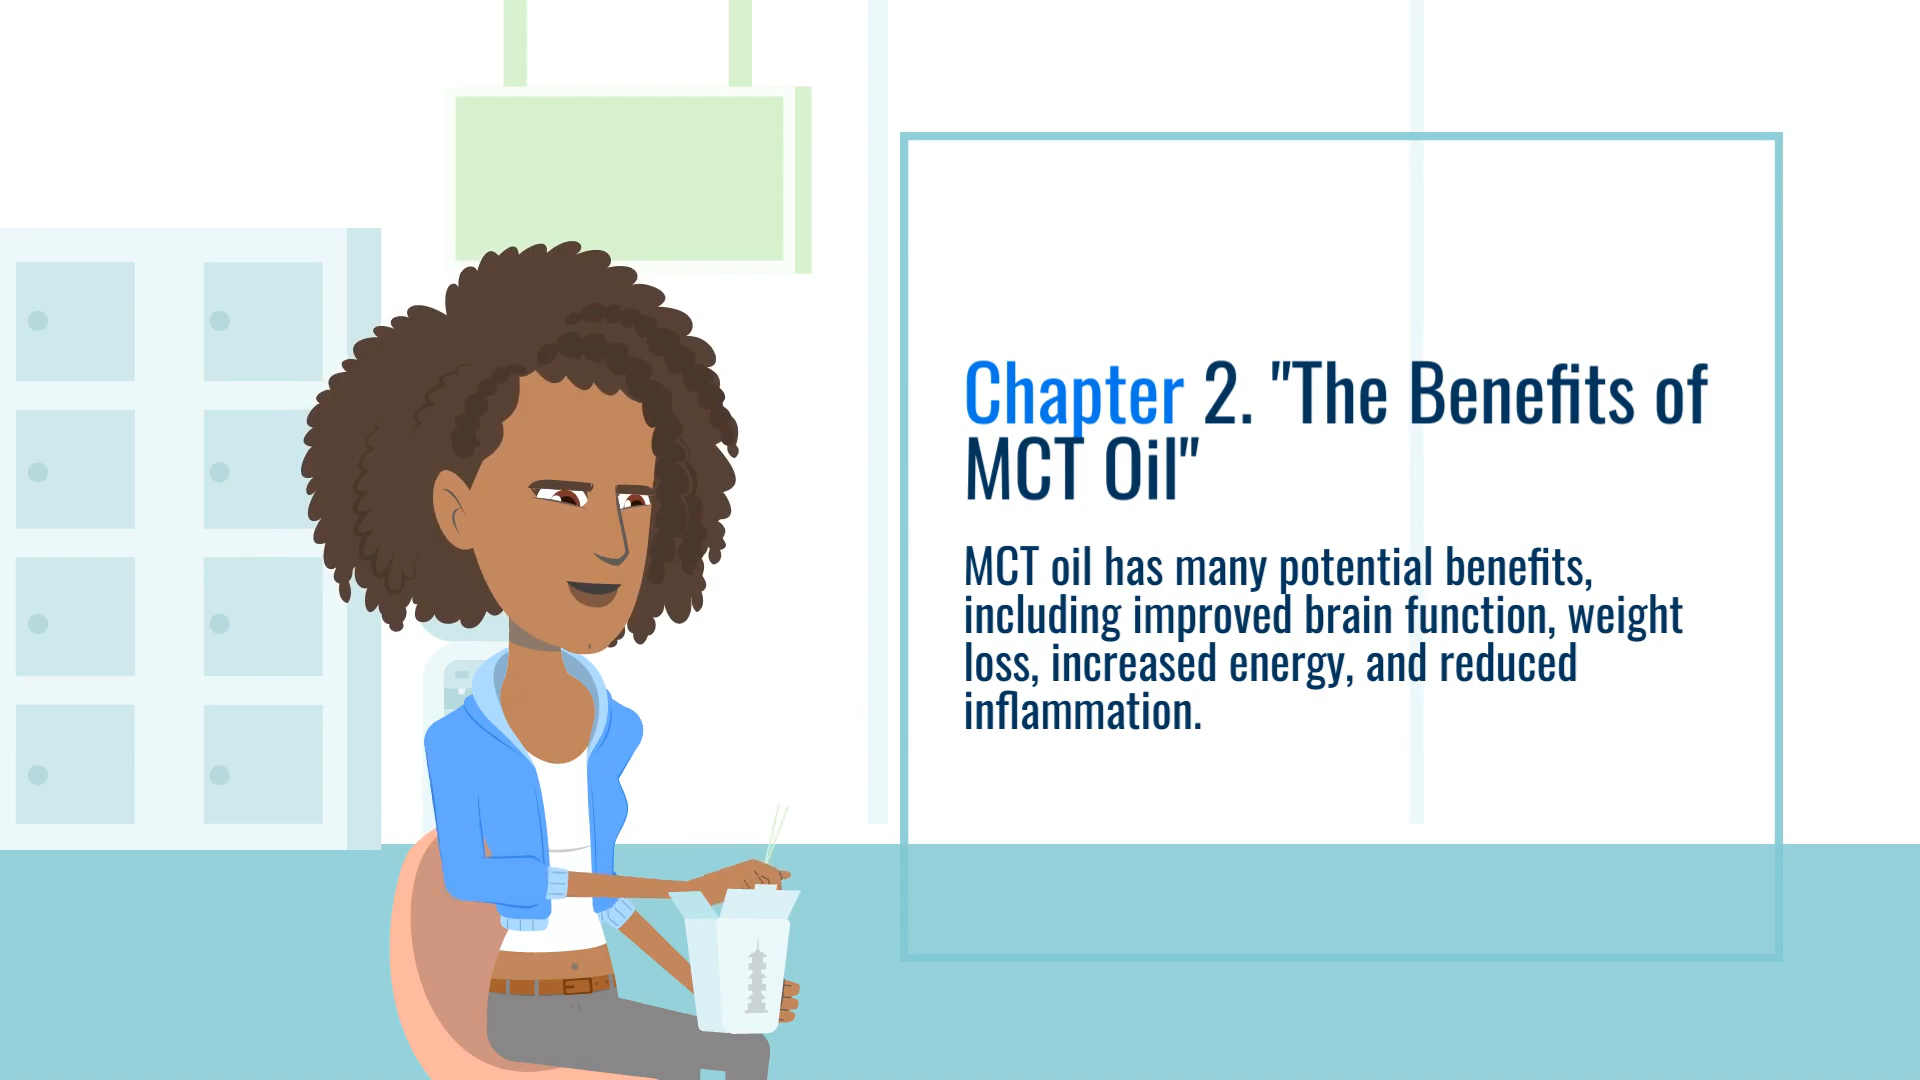 Chapter 2. "The Benefits of
MCT Oil"
MCT oil has many potential benefits,
including improved brain function, weight
loss, increased energy, and reduced
inflammation.